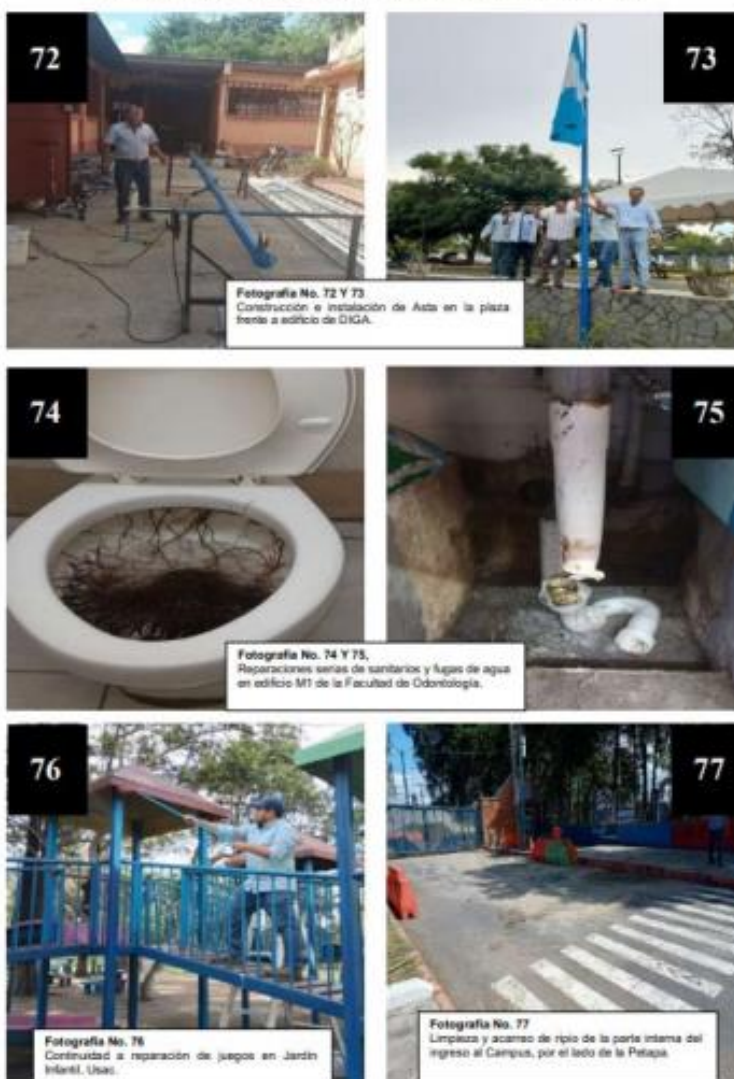 72
73
Fotografía No. 72 Y 73
Construcción e instalación de Asta en la plaza
frente a edificio de DIGA.
74
75
Fotografía No. 74 Y 75,
Reparaciones serias de sanitarios y fugas de agua
en edificio M1 de la Facultad de Odontología.
76
77
Fotografía No. 76
Continuidad a reparación de juegos en Jardín
Infantil. Usac.
Fotografía No. 77
Limpieza y acarreo de ripio de la parte interna del
ingreso al Campus, por el lado de la Petapa.